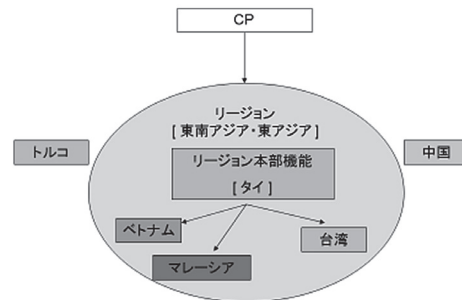 CP
リージョン
[ 東南アジア・東アジア ]
トルコ
リージョン本部機能
[ タイ ]
中国
ベトナム
台湾
マレーシア